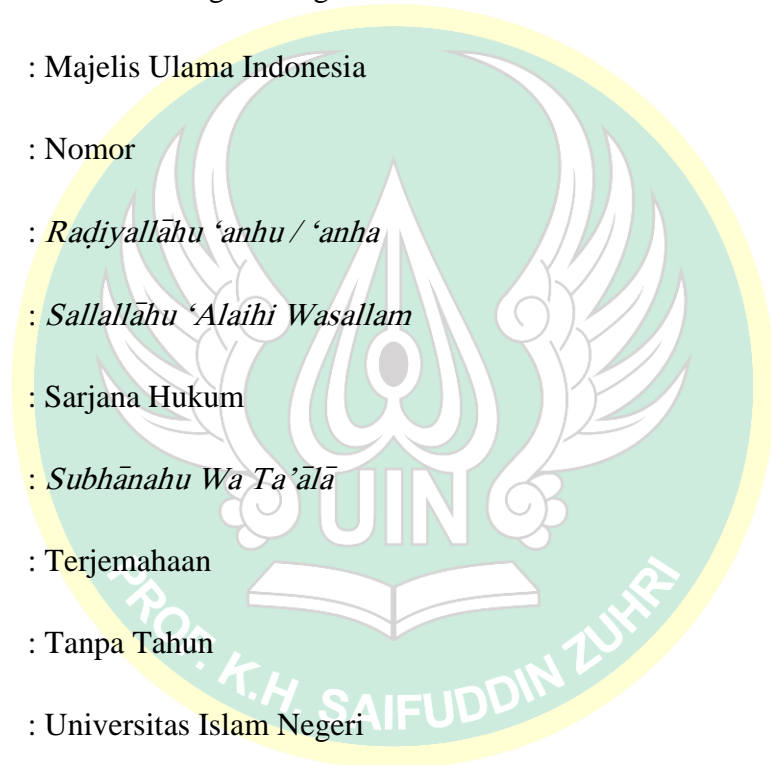 : Majelis Ulama Indonesia
: Nomor
: Raḍiyallāhu ‘anhu / ‘anha
: Sallallāhu ‘Alaihi Wasallam
: Sarjana Hukum
: Subhānahu Wa Ta’ālā
UIN
: Terjemahaan
: Tanpa Tahun
PROF. K.H. SAIFUDDIN ZUHRI
: Universitas Islam Negeri